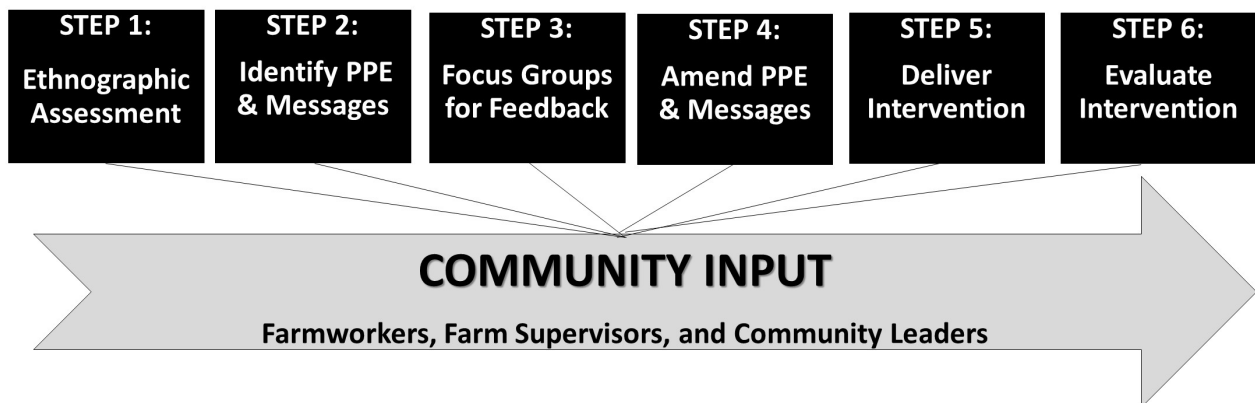 STEP 1:
Ethnographic
Assessment
STEP 2:
Identify PPE
& Messages
STEP 3:
Focus Groups
for Feedback
STEP 4:
Amend PPE
& Messages
STEP 5:
Deliver
Intervention
STEP 6:
Evaluate
Intervention
COMMUNITY INPUT
Farmworkers, Farm Supervisors, and Community Leaders